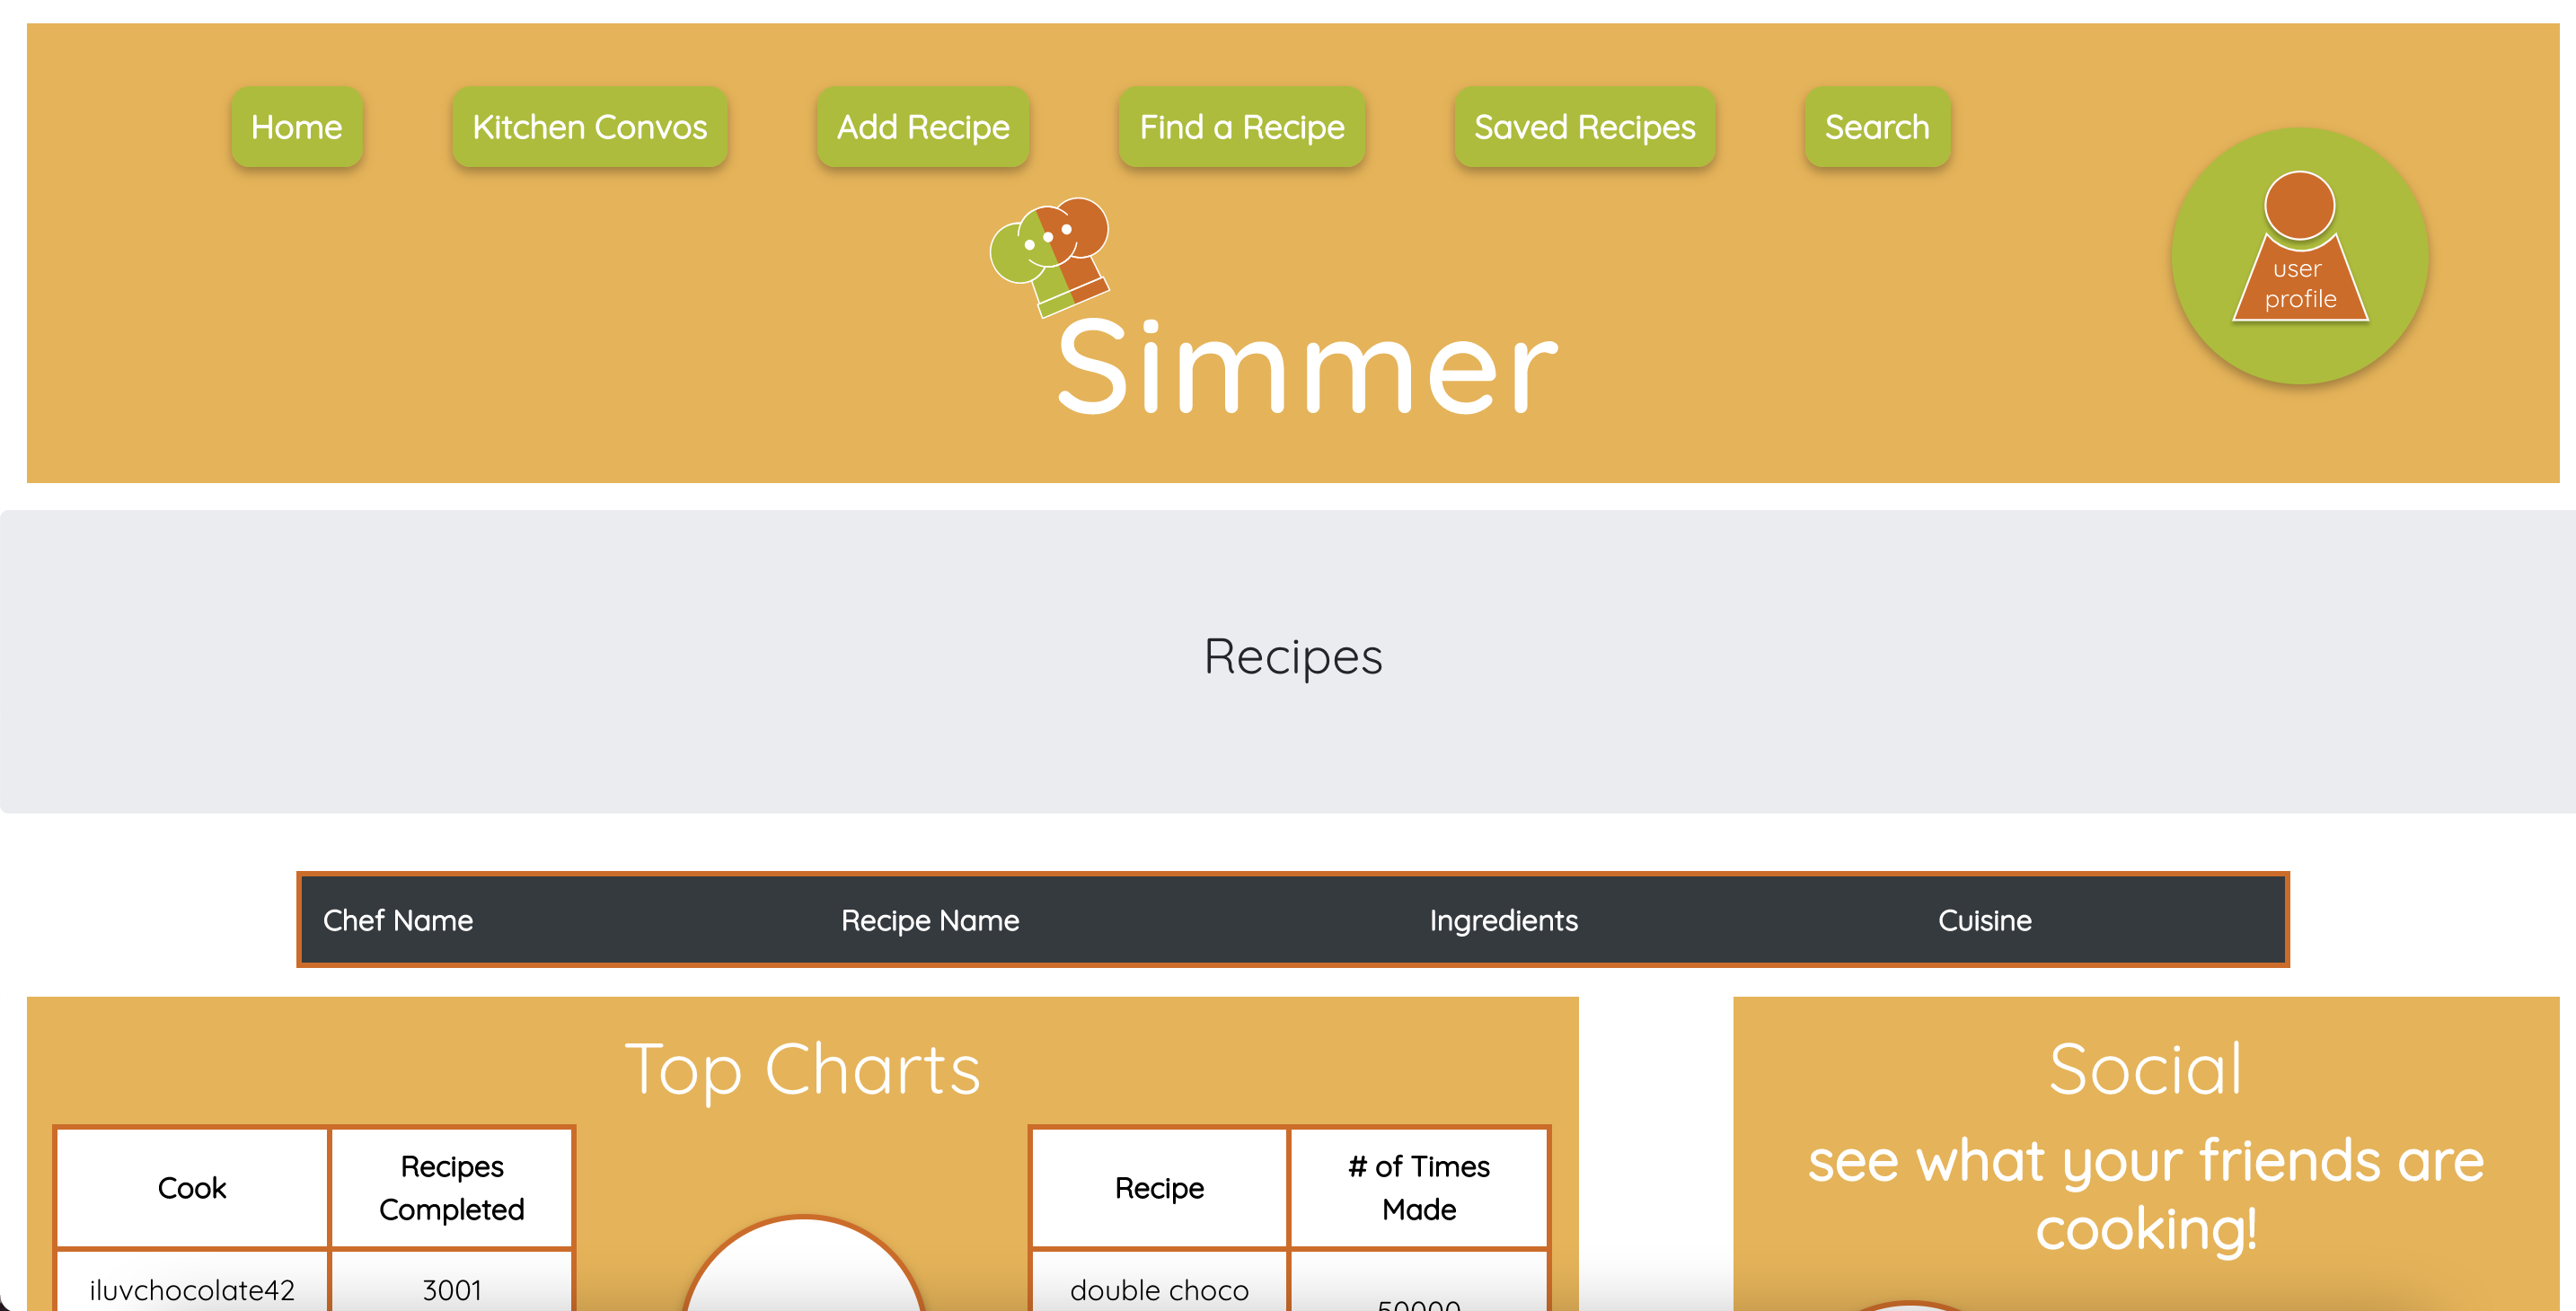 Home
Kitchen Convos
Add Recipe
Find a Recipe
Saved Recipes
Search
user
profile
Simmer
Recipes
Chef Name
Recipe Name
Ingredients
Cuisine
Top Charts
Cook
Recipes
Completed
iluvchocolate42
3001
Recipe
# of Times
Made
double choco
50000
Social
see what your friends are
cooking!